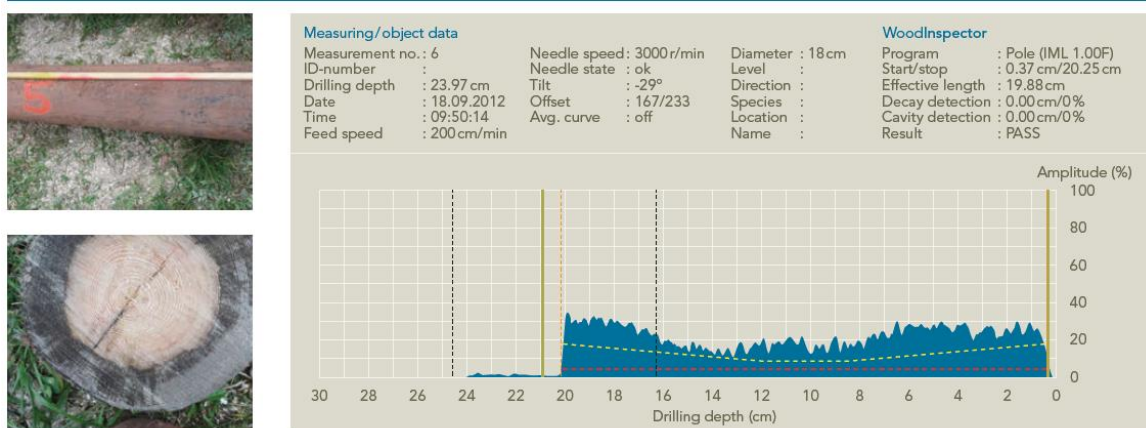 5
Measuring/object data
Measurement no. : 6
ID-number :
Drilling depth : 23.97 cm
Date : 18.09.2012
Time : 09:50:14
Feed speed : 200 cm/min
Needle speed : 3000 r/min
Needle state : ok
Tilt : -29°
Offset : 167/233
Avg. curve : off
Diameter : 18 cm
Level :
Direction :
Species :
Location :
Name :
WoodInspector
Program : Pole (IML 1.00F)
Start/stop : 0.37 cm/20.25 cm
Effective length : 19.88 cm
Decay detection : 0.00 cm/0%
Cavity detection : 0.00 cm/0%
Result : PASS
Amplitude (%)
100
80
60
40
20
0
30 28 26 24 22 20 18 16 14 12 10 8 6 4 2 0
Drilling depth (cm)